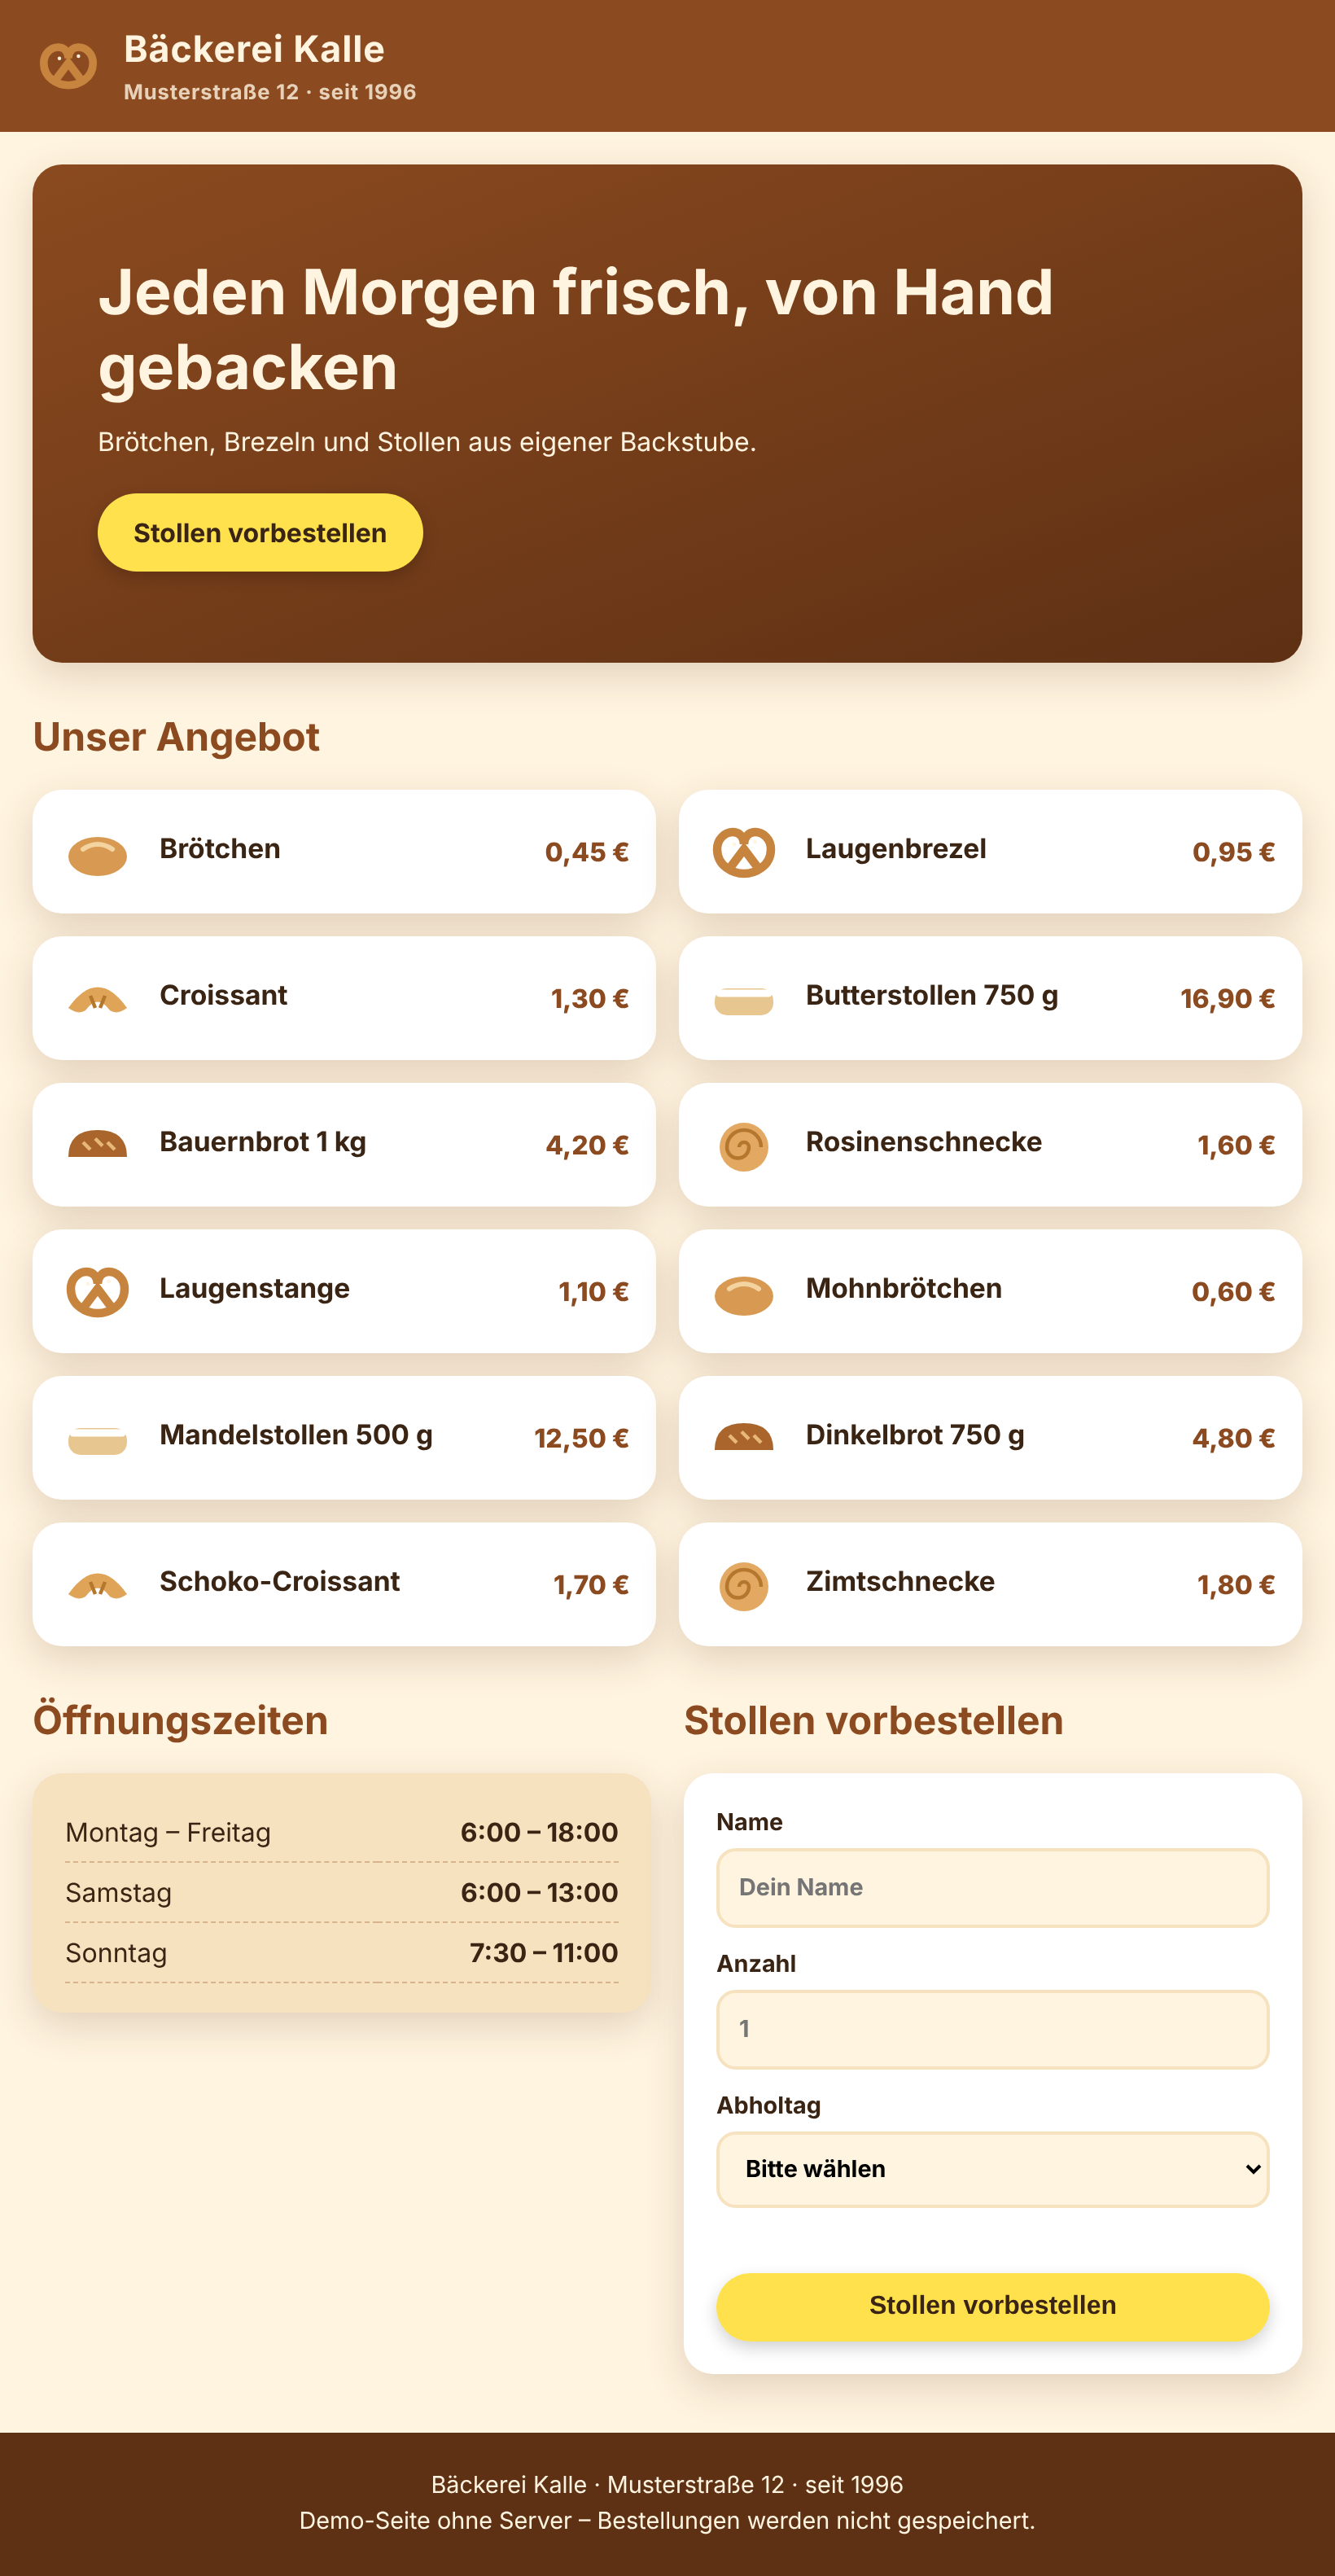 Bäckerei Kalle
Musterstraße 12 · seit 1996
Jeden Morgen frisch, von Hand
gebacken
Brötchen, Brezeln und Stollen aus eigener Backstube.
Stollen vorbestellen
Unser Angebot
Brötchen 0,45 €
Laugenbrezel 0,95 €
Croissant 1,30 €
Butterstollen 750 g 16,90 €
Bauernbrot 1 kg 4,20 €
Rosinenschnecke 1,60 €
Laugenstange 1,10 €
Mohnbrötchen 0,60 €
Mandelstollen 500 g 12,50 €
Dinkelbrot 750 g 4,80 €
Schoko-Croissant 1,70 €
Zimtschnecke 1,80 €
Öffnungszeiten
Montag – Freitag 6:00 – 18:00
Samstag 6:00 – 13:00
Sonntag 7:30 – 11:00
Stollen vorbestellen
Name
Dein Name
Anzahl
1
Abholtag
Bitte wählen
Stollen vorbestellen
Bäckerei Kalle · Musterstraße 12 · seit 1996
Demo-Seite ohne Server – Bestellungen werden nicht gespeichert.